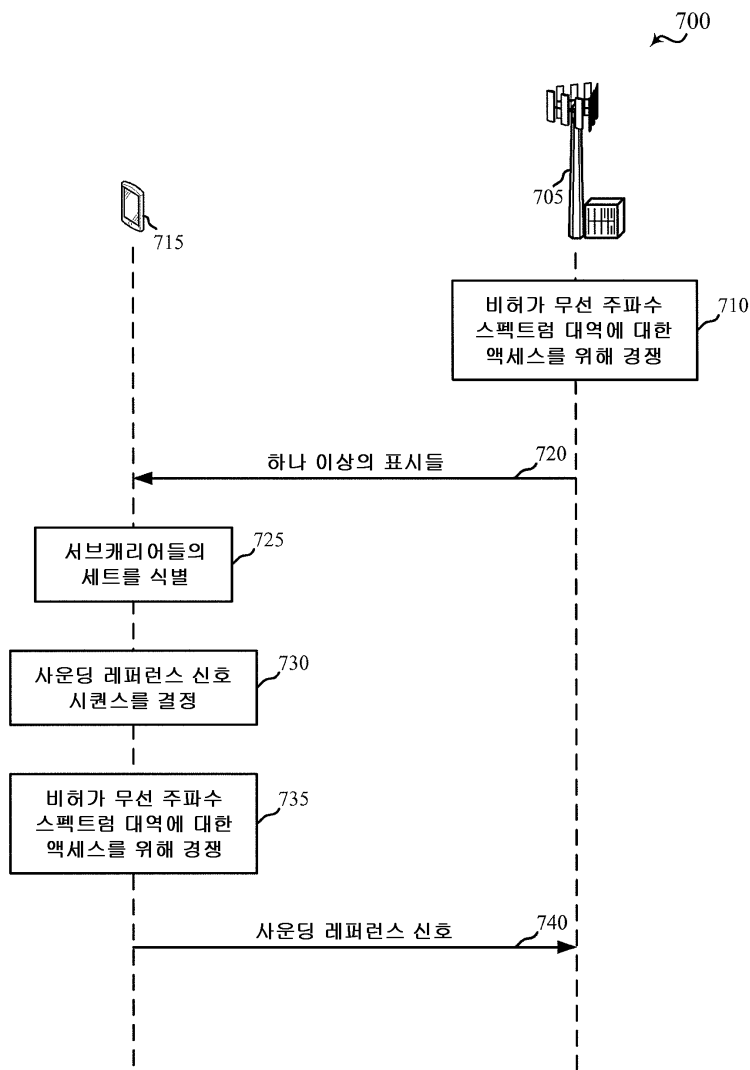 700
705
715
비허가 무선 주파수
스펙트럼 대역에 대한
액세스를 위해 경쟁
710
하나 이상의 표시들
720
서브캐리어들의
세트를 식별
725
사운딩 레퍼런스 신호
시퀀스를 결정
730
비허가 무선 주파수
스펙트럼 대역에 대한
액세스를 위해 경쟁
735
사운딩 레퍼런스 신호
740